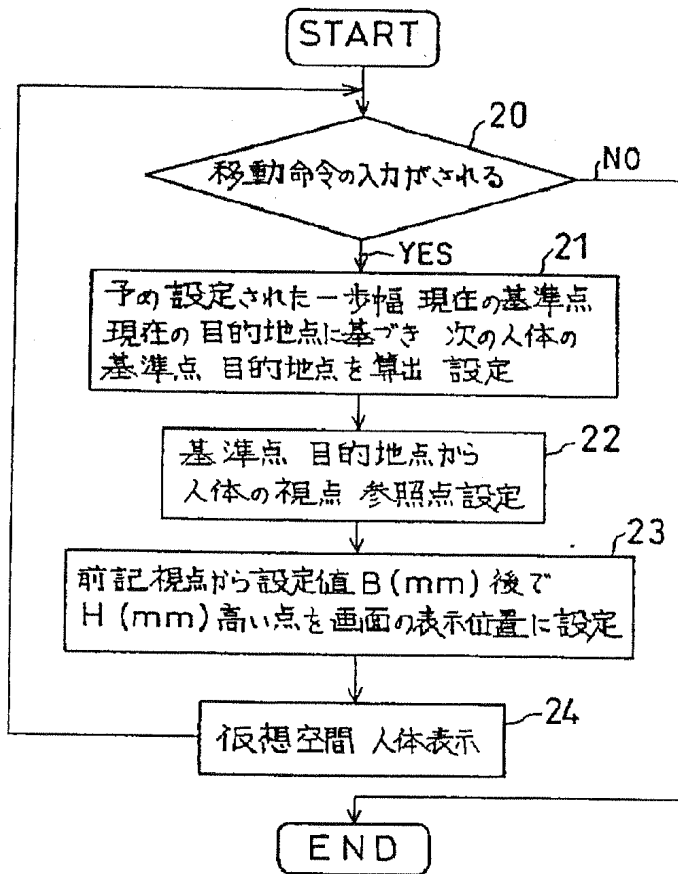 START
20
移動命令の入力がされる
NO
YES
21
予め設定された一歩幅 現在の基準点
現在の目的地点に基づき 次の人体の
基準点 目的地点を算出 設定
22
基準点 目的地点から
人体の視点 参照点設定
23
前記視点から設定値B(mm)後で
H(mm)高い点を画面の表示位置に設定
24
仮想空間 人体表示
END